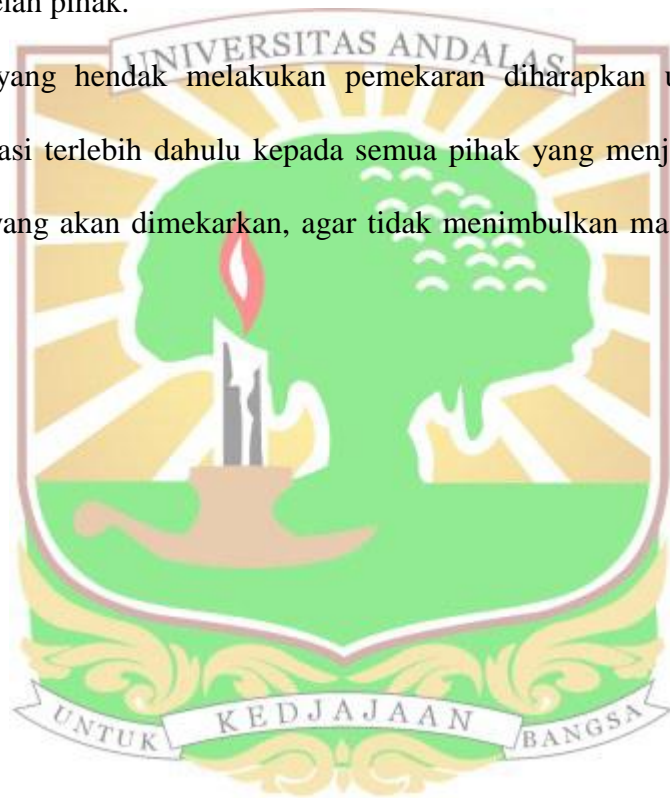 elah pihak.
UNIVERSITAS ANDALAS
yang hendak melakukan pemekaran diharapkan u
asi terlebih dahulu kepada semua pihak yang menj
yang akan dimekarkan, agar tidak menimbulkan ma
UNTUK KEDJAJAAN BANGSA